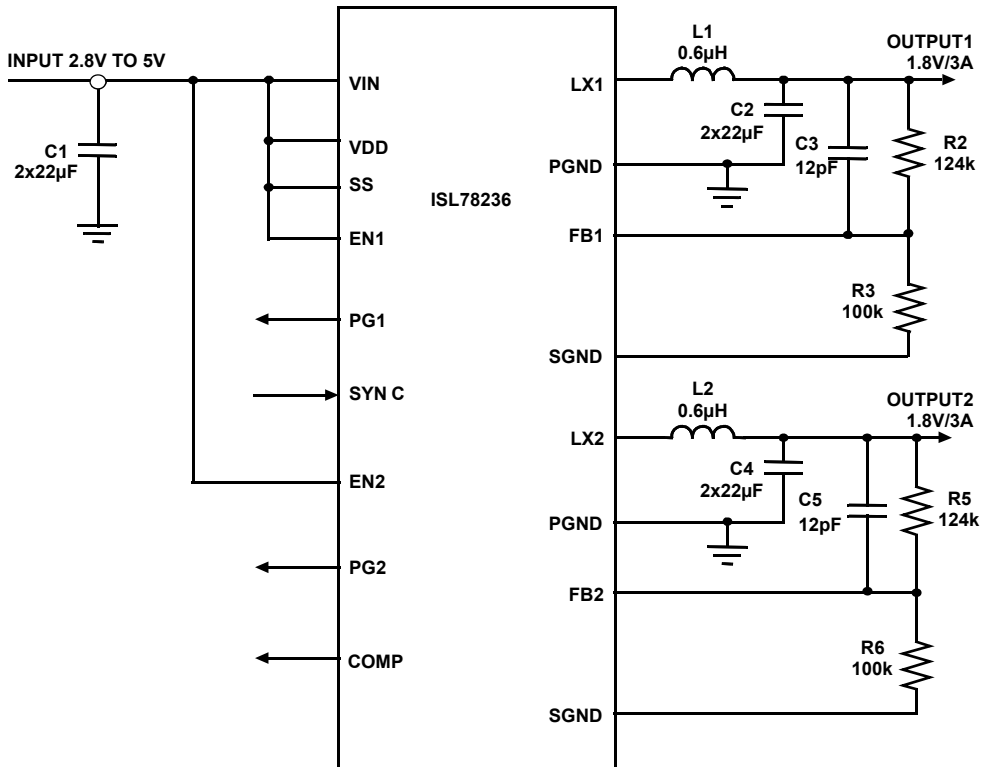 INPUT 2.8V TO 5V
C1
2x22µF
VIN
VDD
SS
EN1
PG1
SYN C
EN2
PG2
COMP
ISL78236
LX1
PGND
FB1
SGND
LX2
PGND
FB2
SGND
L1
0.6µH
C2
2x22µF
C3
12pF
OUTPUT1
1.8V/3A
R2
124k
R3
100k
L2
0.6µH
C4
2x22µF
C5
12pF
OUTPUT2
1.8V/3A
R5
124k
R6
100k